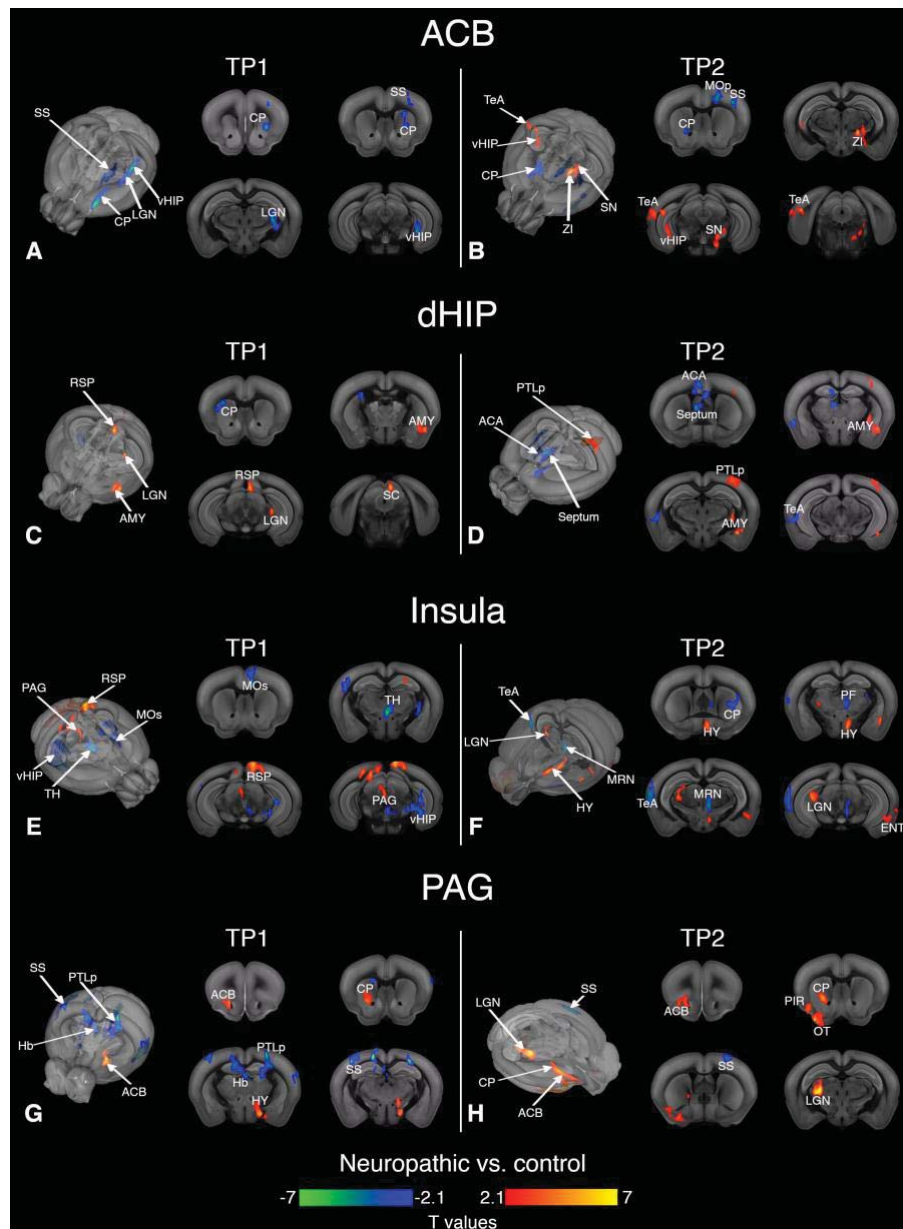 ACB
TP1
SS
CP
LGN
vHIP
CP
SS
CP
LGN
vHIP
A
TP2
TeA
vHIP
CP
ZI
SN
MOp
SS
CP
ZI
TeA
vHIP
SN
TeA
B
dHIP
TP1
RSP
LGN
AMY
CP
AMY
RSP
LGN
SC
C
TP2
PTLp
ACA
Septum
ACA
Septum
AMY
PTLp
AMY
TeA
D
Insula
TP1
PAG
RSP
MOs
vHIP
TH
MOs
TH
RSP
PAG
vHIP
E
TP2
TeA
LGN
MRN
HY
CP
HY
PF
HY
TeA
MRN
LGN
ENT
F
PAG
TP1
SS
PTLp
Hb
ACB
ACB
CP
PTLp
Hb
HY
SS
G
TP2
LGN
SS
CP
ACB
ACB
CP
PIR
OT
SS
LGN
H
Neuropathic vs. control
-7 -2.1 2.1 7
T values